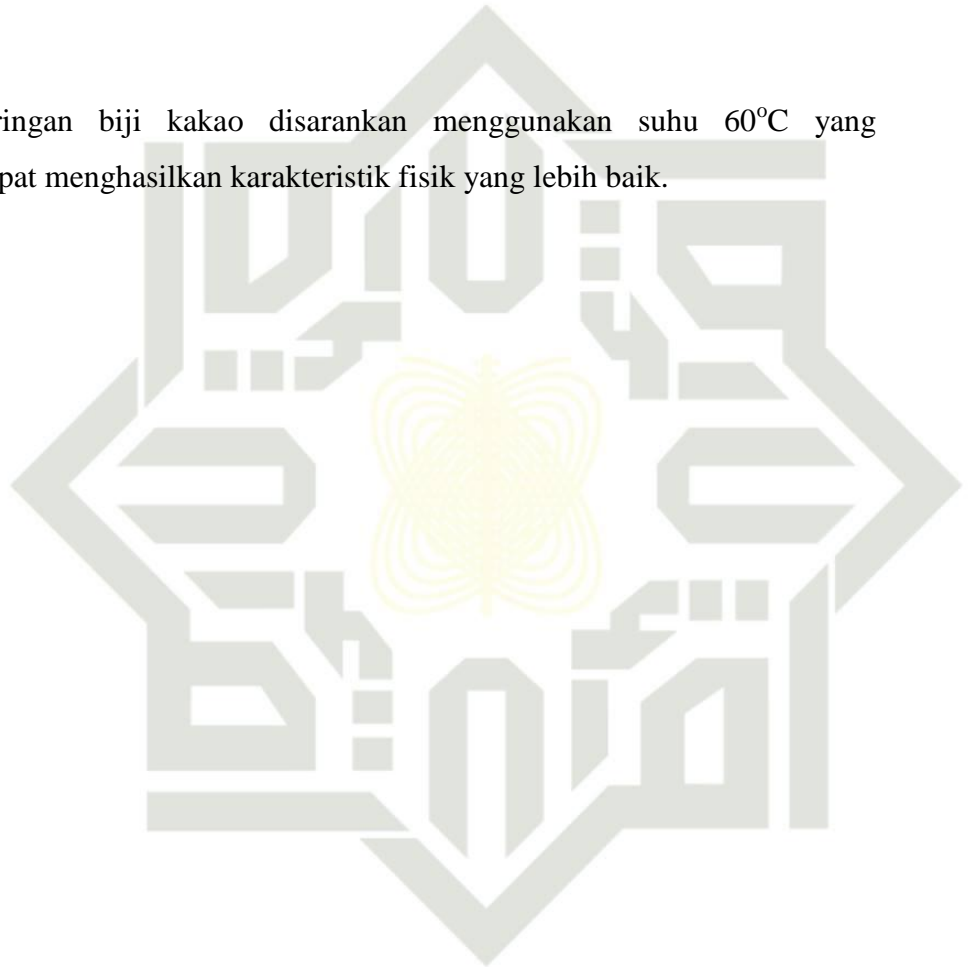 ringan biji kakao disarankan menggunakan suhu 60°C yang
pat menghasilkan karakteristik fisik yang lebih baik.